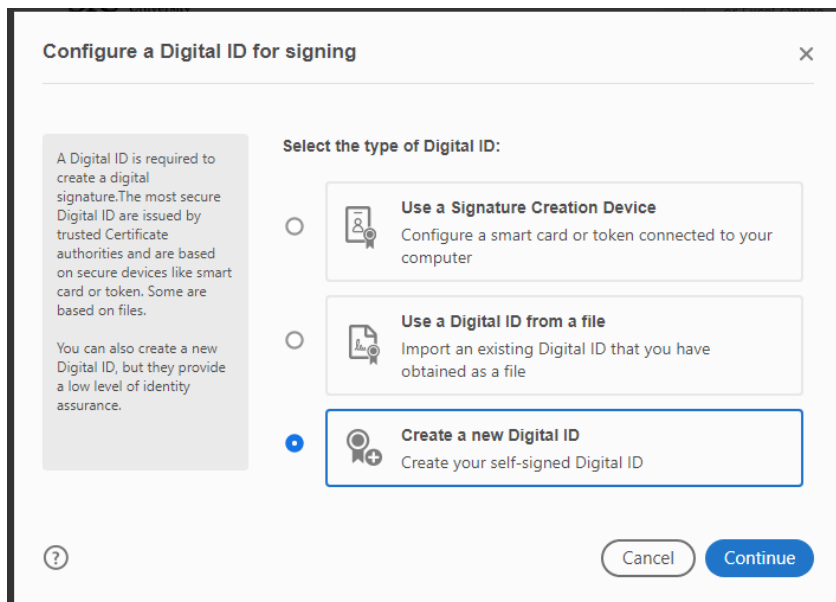 Configure a Digital ID for signing
A Digital ID is required to
create a digital
signature.The most secure
Digital ID are issued by
trusted Certificate
authorities and are based
on secure devices like smart
card or token. Some are
based on files.
You can also create a new
Digital ID, but they provide
a low level of identity
assurance.
Select the type of Digital ID:
Use a Signature Creation Device
Configure a smart card or token connected to your
computer
Use a Digital ID from a file
Import an existing Digital ID that you have
obtained as a file
Create a new Digital ID
Create your self-signed Digital ID
?
Cancel
Continue